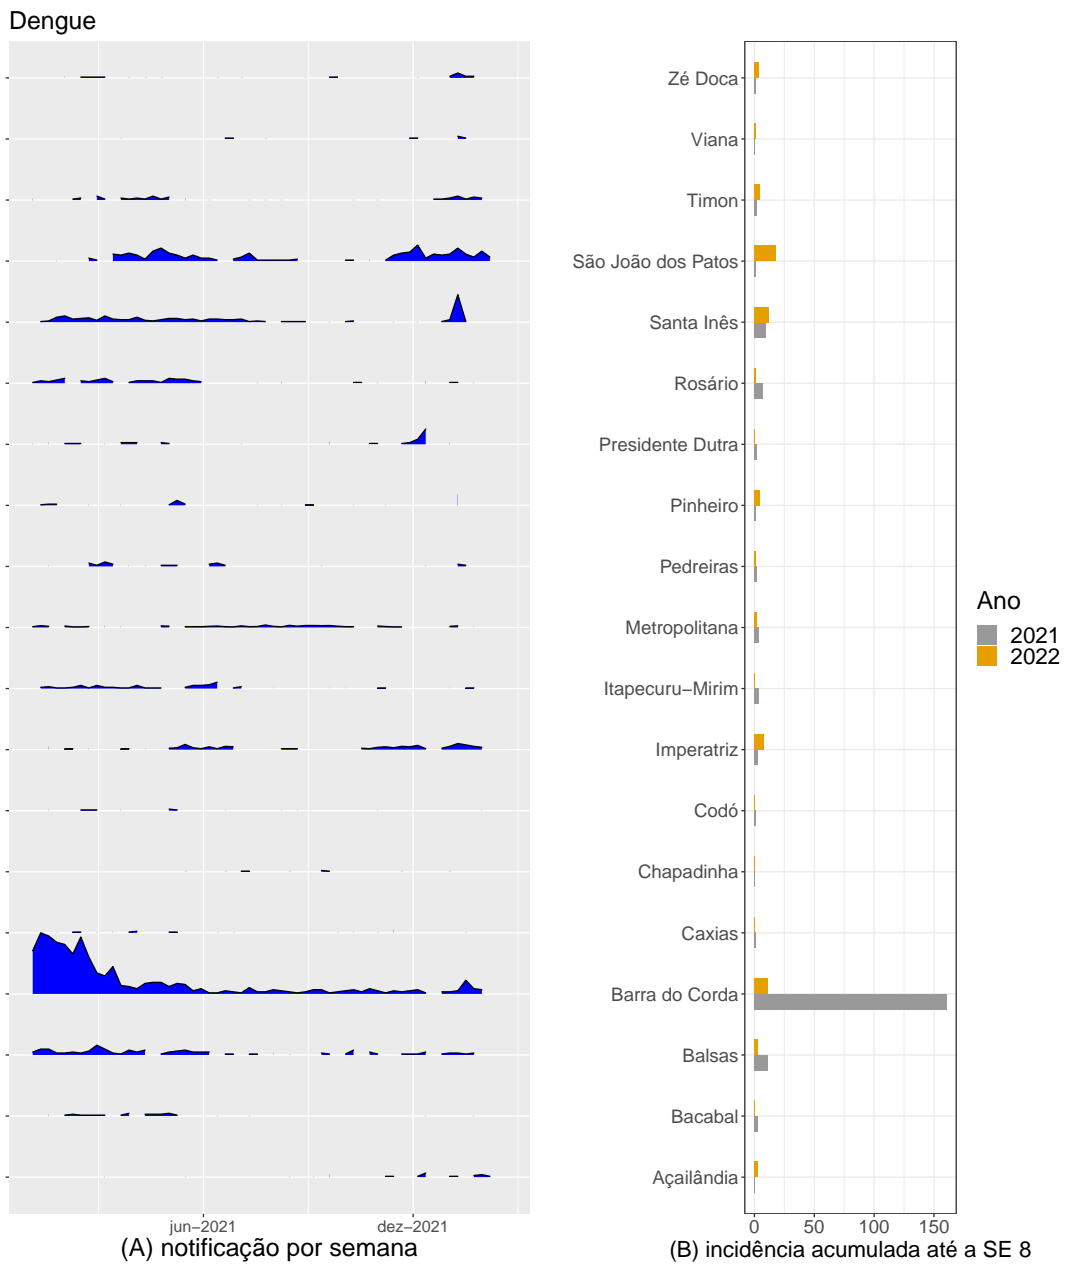 Dengue
Zé Doca
Viana
Timon
São João dos Patos
Santa Inês
Rosário
Presidente Dutra
Pinheiro
Pedreiras
Metropolitana
Itapecuru−Mirim
Imperatriz
Codó
Chapadinha
Caxias
Barra do Corda
Balsas
Bacabal
Açailândia
jun−2021 dez−2021
(A) notificação por semana
0 50 100 150
(B) incidência acumulada até a SE 8
Ano
2021
2022